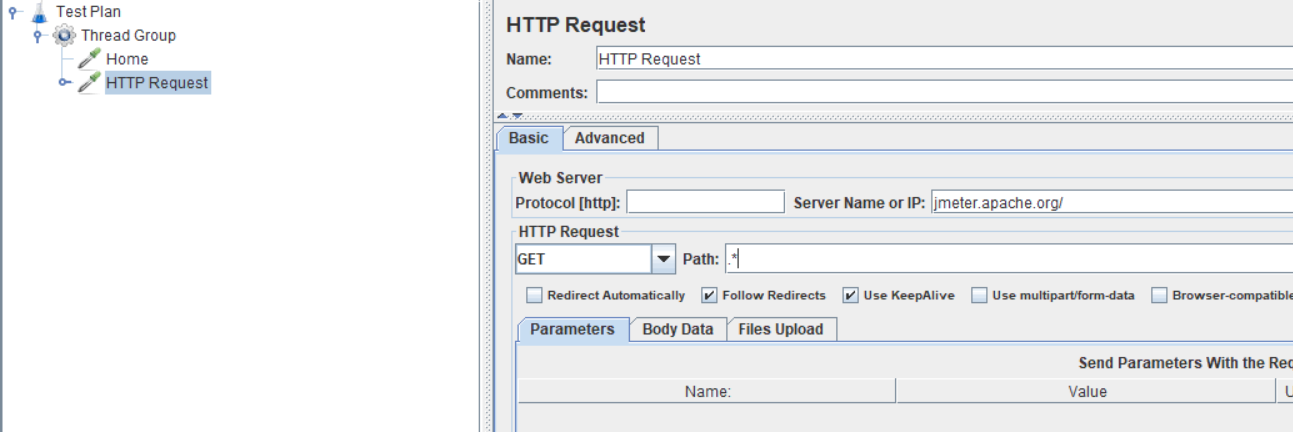 Test Plan
Thread Group
Home
HTTP Request
HTTP Request
Name: HTTP Request
Comments:
Basic Advanced
Web Server
Protocol [http]: Server Name or IP: jmeter.apache.org/
HTTP Request
GET Path: .*
Redirect Automatically Follow Redirects Use KeepAlive Use multipart/form-data Browser-compatible
Parameters Body Data Files Upload
Send Parameters With the Req
Name: Value U